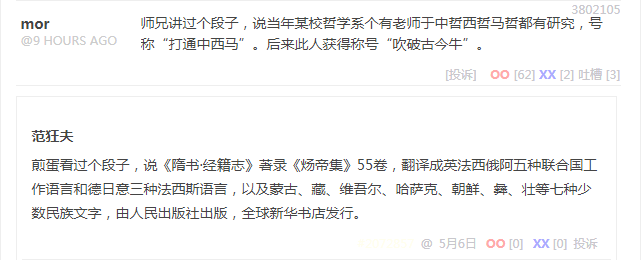 3802105
mor
@9 HOURS AGO
师兄讲过个段子，说当年某校哲学系个有老师于中哲西哲马哲都有研究，号
称“打通中西马”。后来此人获得称号“吹破古今牛”。
[投诉] OO [62] XX [2] 吐槽 [3]
范狂夫
煎蛋看过个段子，说《隋书·经籍志》著录《炀帝集》55卷，翻译成英法西俄阿五种联合国工
作语言和德日意三种法西斯语言，以及蒙古、藏、维吾尔、哈萨克、朝鲜、彝、壮等七种少
数民族文字，由人民出版社出版，全球新华书店发行。
@ 5月6日 OO [0] XX [0] 投诉